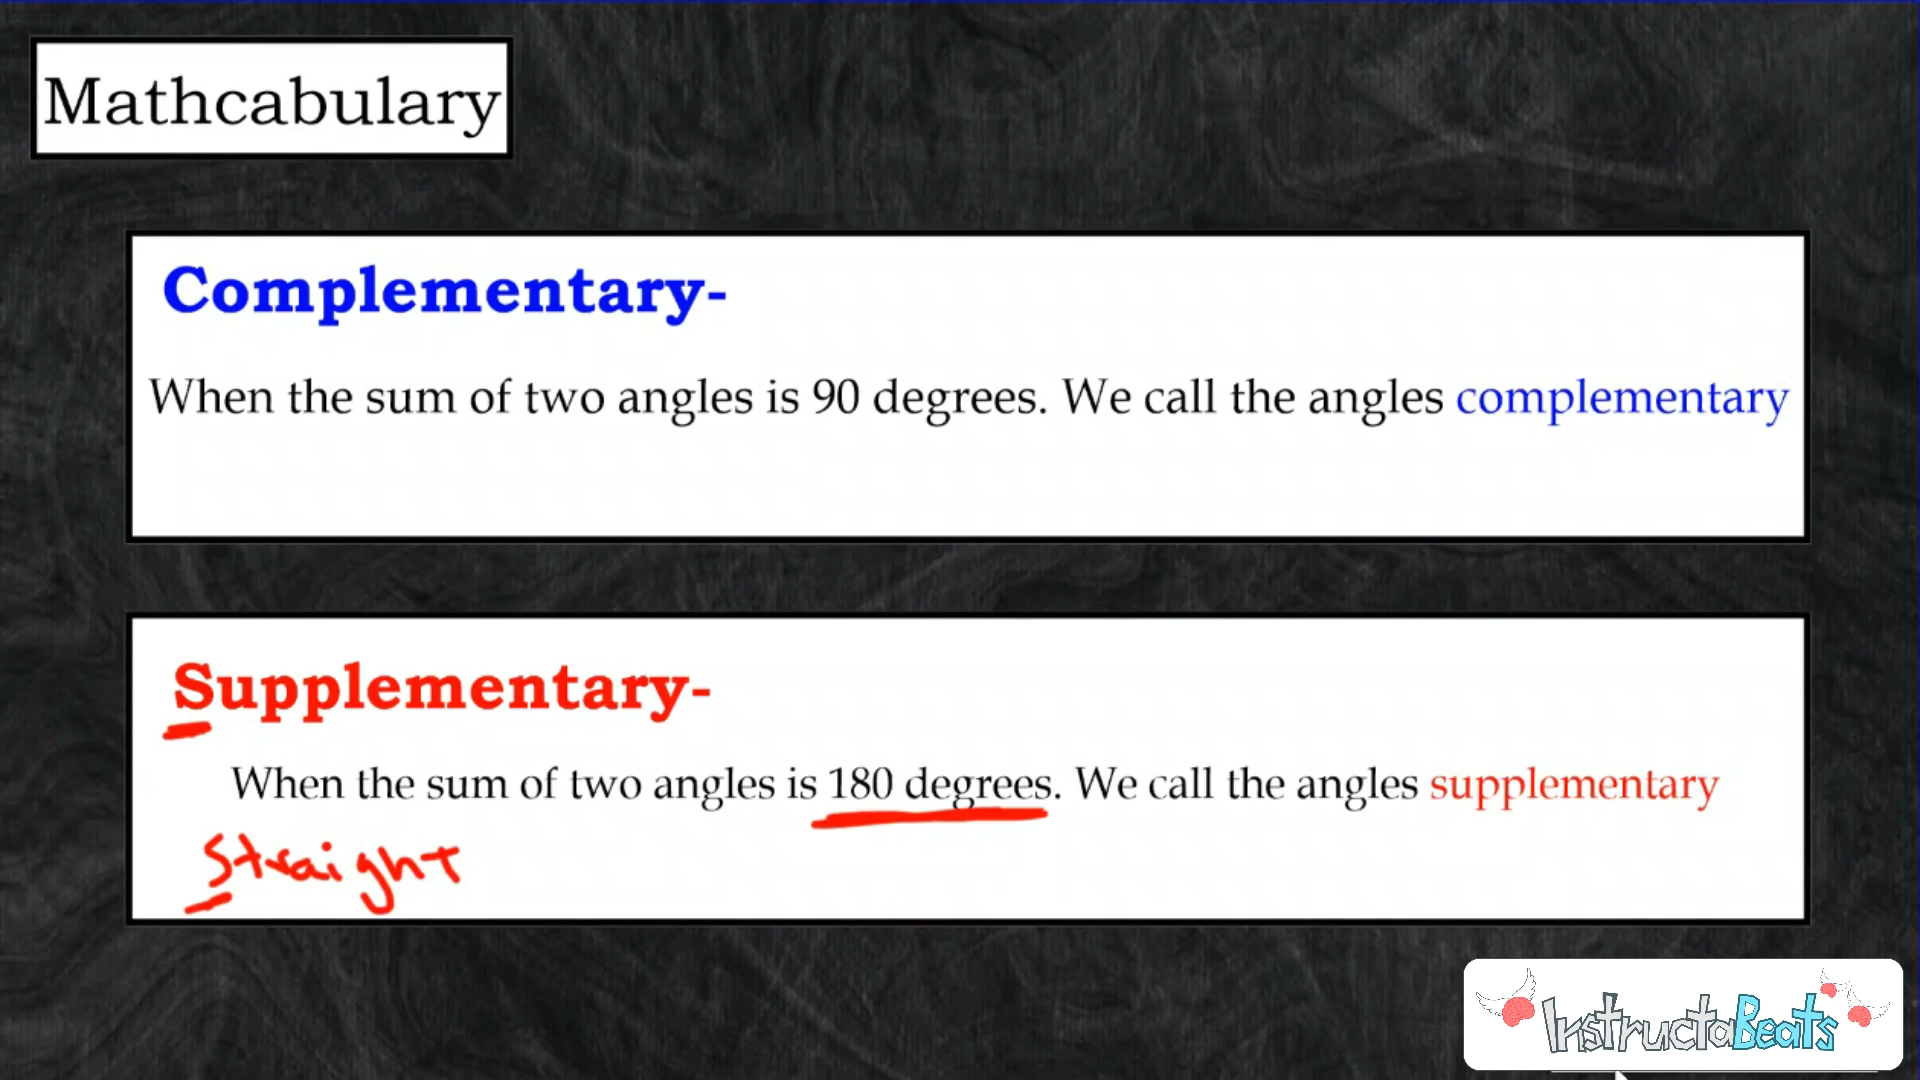 Mathcabulary
Complementary-
When the sum of two angles is 90 degrees. We call the angles complementary
Supplementary-
When the sum of two angles is 180 degrees. We call the angles supplementary
Straight
InstructaBeats